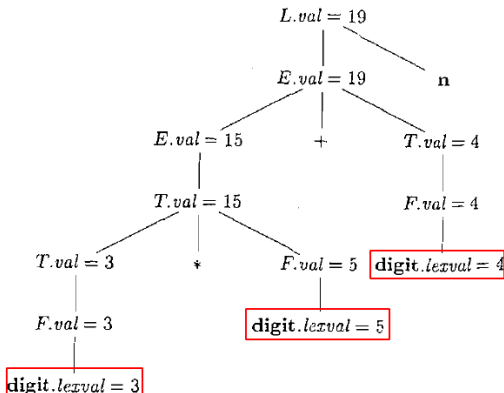 L.val = 19
E.val = 19 n
E.val = 15 + T.val = 4
T.val = 15 F.val = 4
T.val = 3 * F.val = 5 digit.lexval = 4
F.val = 3 digit.lexval = 5
digit.lexval = 3